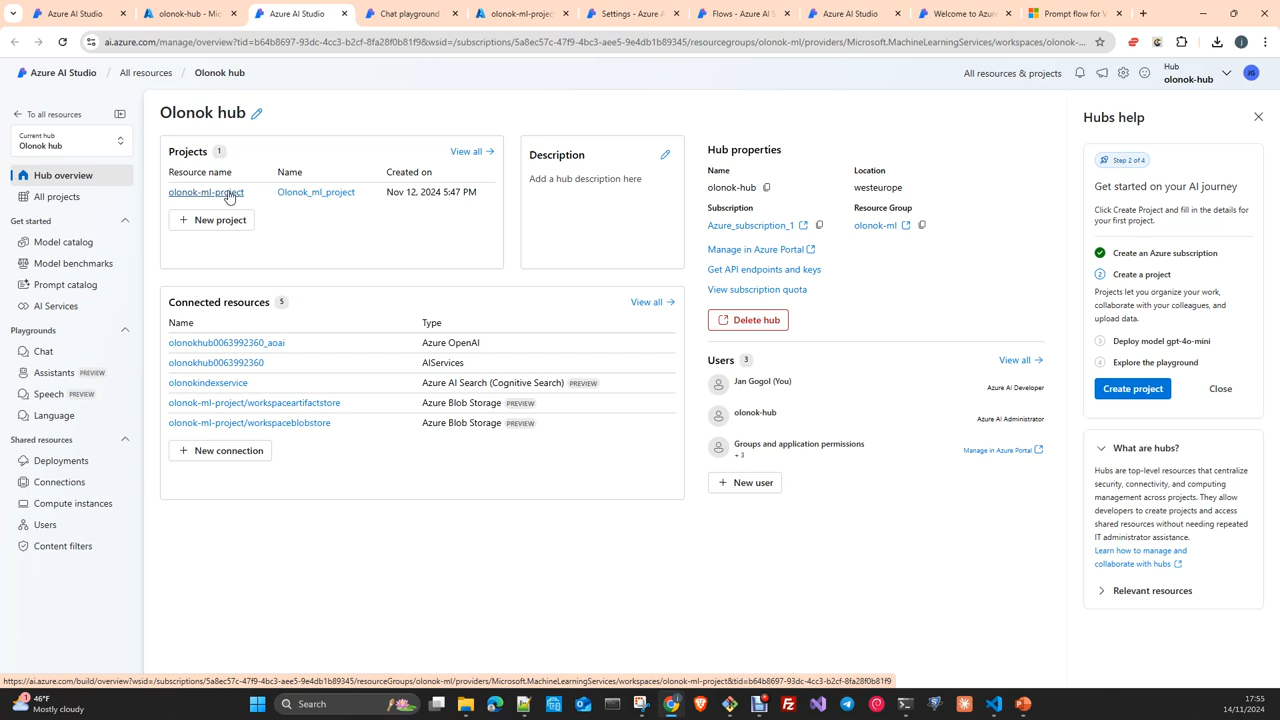 Azure AI Studio
olonok-hub - Mic
Azure AI Studio
Chat playground
olonok-ml-projec
Settings - Azure A
Flows - Azure AI S
Azure AI Studio
Welcome to Azure
Prompt flow for V
ai.azure.com/manage/overview?tid=b64b8697-93dc-4cc3-b2cf-8fa28f0b81f9&wsid=/subscriptions/5a8ec57c-47f9-4bc3-aee5-9e4db1b89345/resourcegroups/olonok-ml/providers/Microsoft.MachineLearningServices/workspaces/olonok-...
Azure AI Studio / All resources / Olonok hub
All resources & projects
Hub
olonok-hub
JG
To all resources
Current hub
Olonok hub
Hub overview
All projects
Get started
Model catalog
Model benchmarks
Prompt catalog
AI Services
Playgrounds
Chat
Assistants PREVIEW
Speech PREVIEW
Language
Shared resources
Deployments
Connections
Compute instances
Users
Content filters
Olonok hub
Projects 1
View all
Resource name Name Created on
olonok-ml-project Olonok_ml_project Nov 12, 2024 5:47 PM
+ New project
Description
Add a hub description here
Connected resources 5
View all
Name Type
olonokhub0063992360_aoai Azure OpenAI
olonokhub0063992360 AIServices
olonokindexservice Azure AI Search (Cognitive Search) PREVIEW
olonok-ml-project/workspaceartifactstore Azure Blob Storage PREVIEW
olonok-ml-project/workspaceblobstore Azure Blob Storage PREVIEW
+ New connection
Hub properties
Name Location
olonok-hub westeurope
Subscription Resource Group
Azure_subscription_1 olonok-ml
Manage in Azure Portal
Get API endpoints and keys
View subscription quota
Delete hub
Users 3
View all
Jan Gogol (You)
Azure AI Developer
olonok-hub
Azure AI Administrator
Groups and application permissions
+ 3
Manage in Azure Portal
+ New user
Hubs help
Step 2 of 4
Get started on your AI journey
Click Create Project and fill in the details for
your first project.
Create an Azure subscription
2 Create a project
Projects let you organize your work,
collaborate with your colleagues, and
upload data.
3 Deploy model gpt-4o-mini
4 Explore the playground
Create project
Close
What are hubs?
Hubs are top-level resources that centralize
security, connectivity, and computing
management across projects. They allow
developers to create projects and access
shared resources without needing repeated
IT administrator assistance.
Learn how to manage and
collaborate with hubs
Relevant resources
https://ai.azure.com/build/overview?wsid=/subscriptions/5a8ec57c-47f9-4bc3-aee5-9e4db1b89345/resourceGroups/olonok-ml/providers/Microsoft.MachineLearningServices/workspaces/olonok-ml-project&tid=b64b8697-93dc-4cc3-b2cf-8fa28f0b81f9
46°F
Mostly cloudy
Search
17:55
14/11/2024